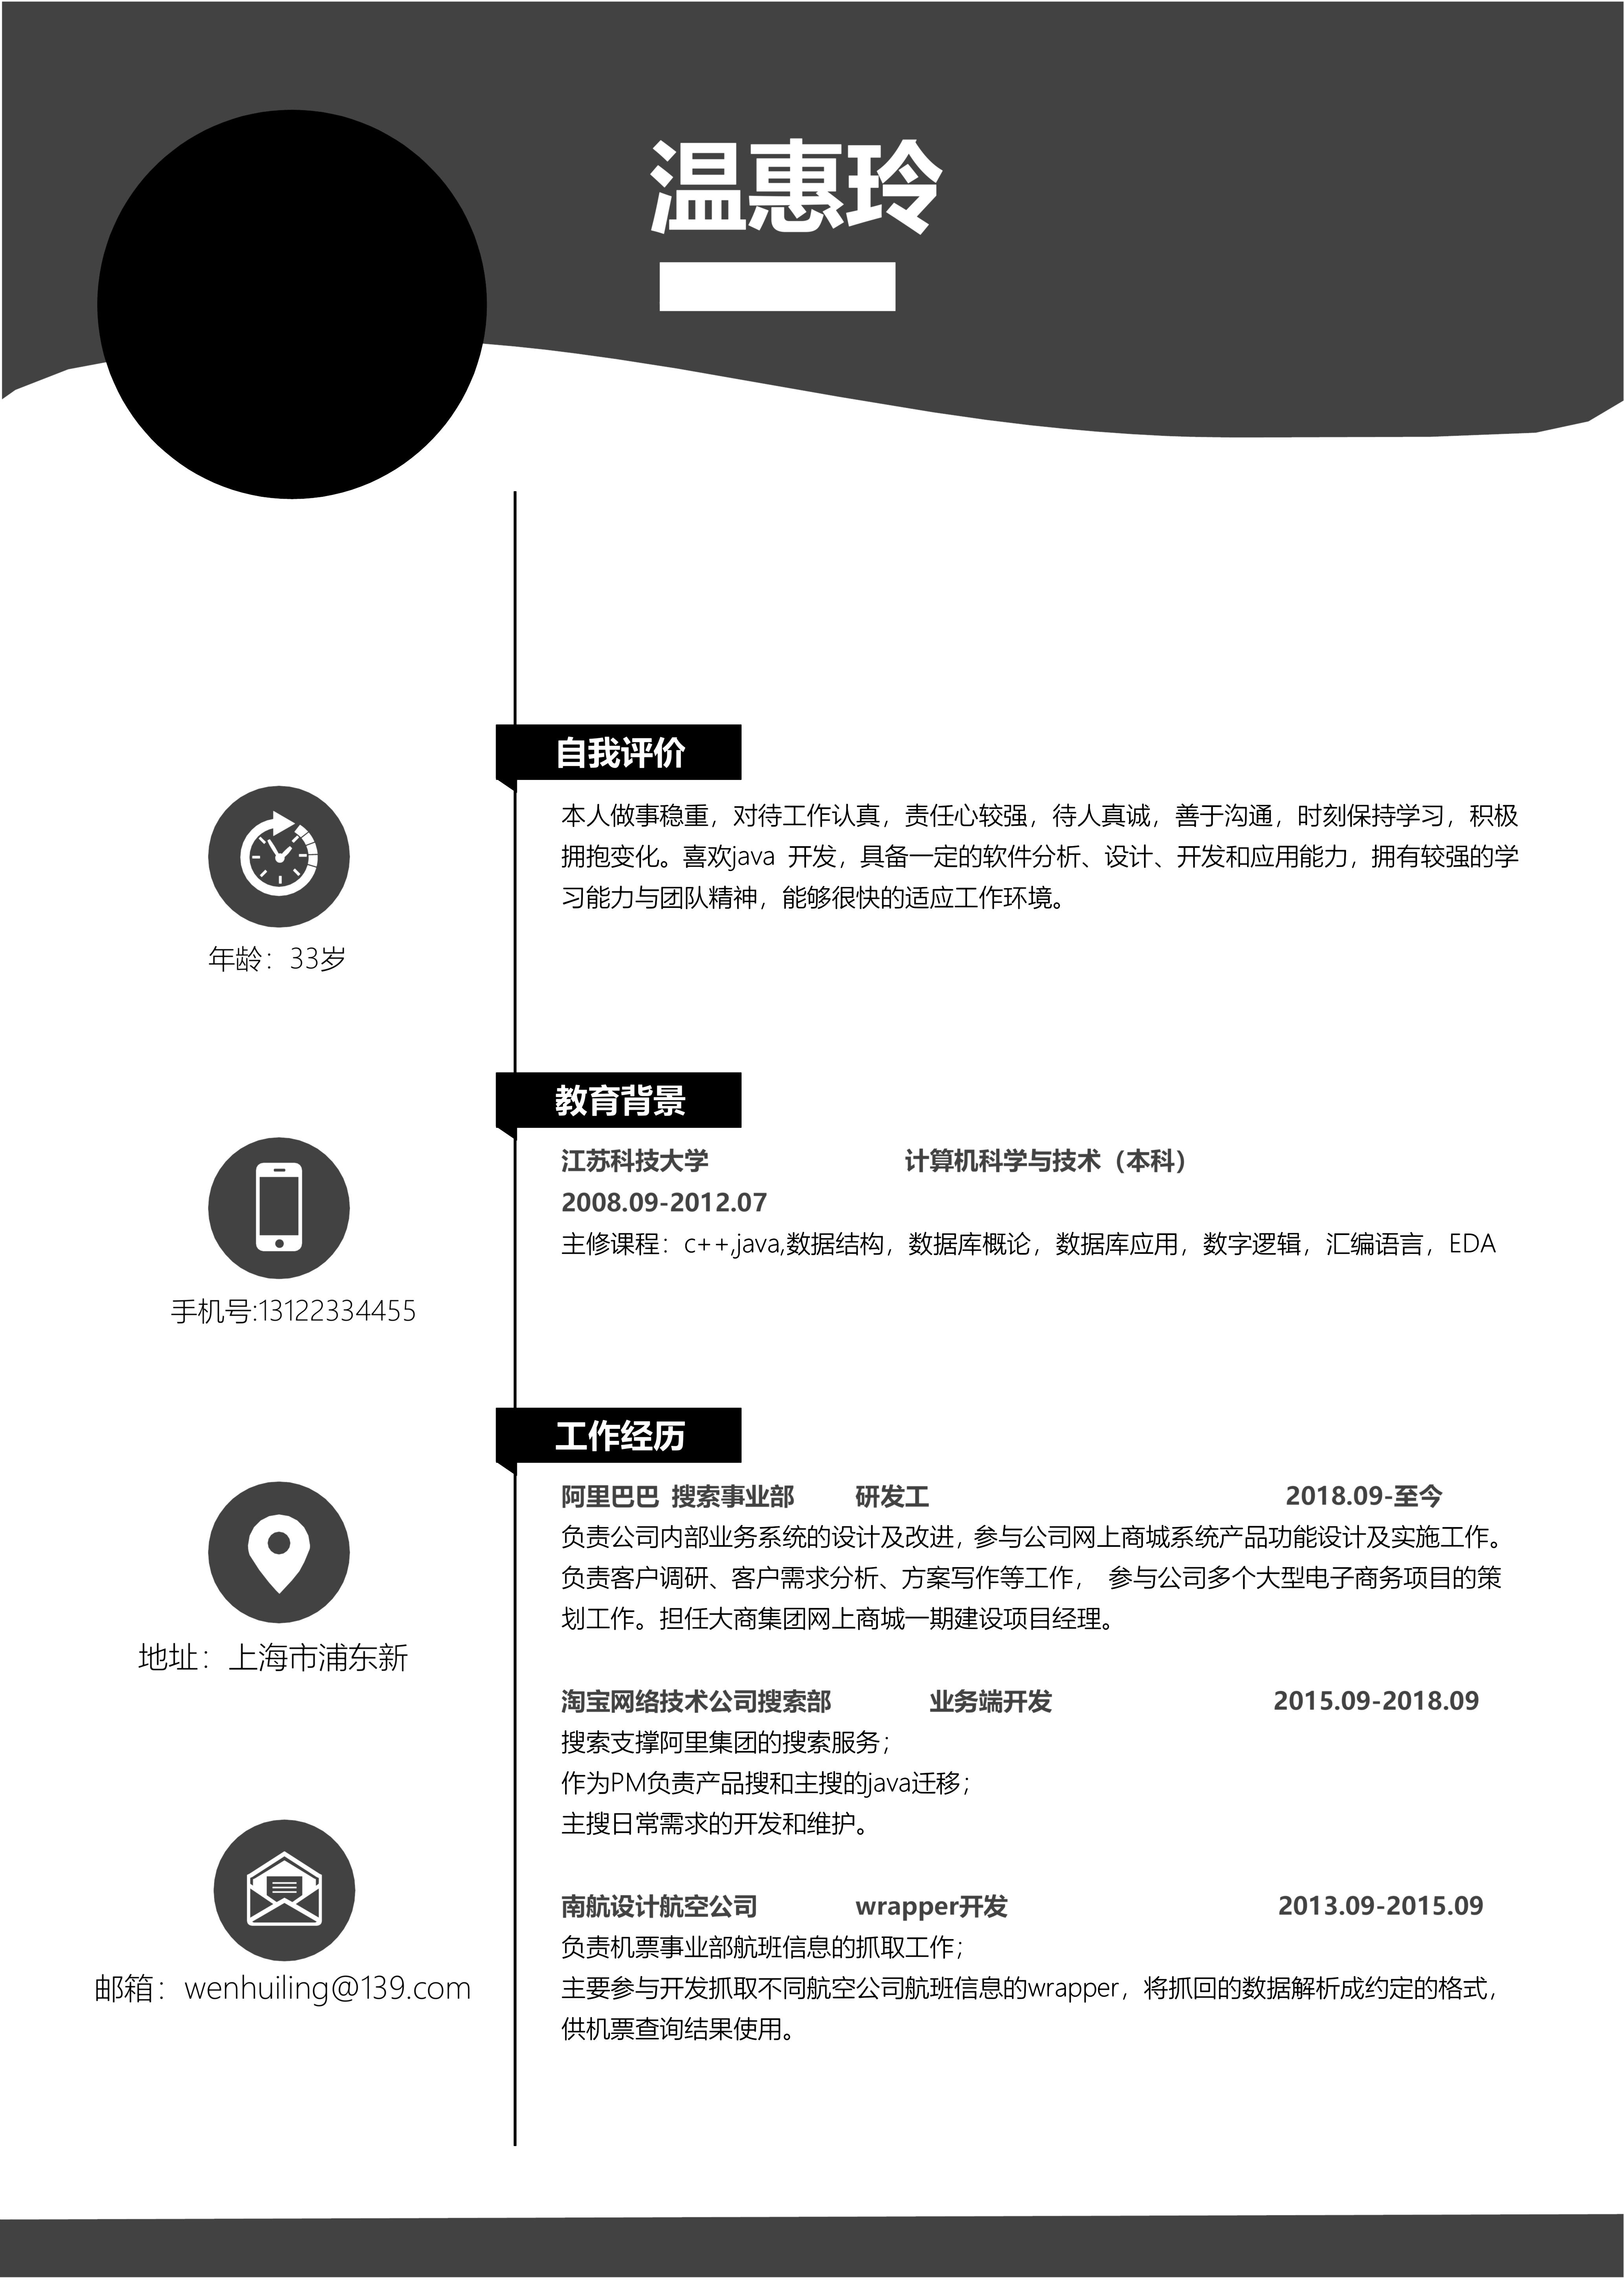 温惠玲
年龄：33岁
手机号:13122334455
地址：上海市浦东新
邮箱：wenhuiling@139.com
自我评价
本人做事稳重，对待工作认真，责任心较强，待人真诚，善于沟通，时刻保持学习，积极
拥抱变化。喜欢java 开发，具备一定的软件分析、设计、开发和应用能力，拥有较强的学
习能力与团队精神，能够很快的适应工作环境。
教育背景
江苏科技大学 计算机科学与技术（本科）
2008.09-2012.07
主修课程：c++,java,数据结构，数据库概论，数据库应用，数字逻辑，汇编语言，EDA
工作经历
阿里巴巴 搜索事业部 研发工 2018.09-至今
负责公司内部业务系统的设计及改进，参与公司网上商城系统产品功能设计及实施工作。
负责客户调研、客户需求分析、方案写作等工作， 参与公司多个大型电子商务项目的策
划工作。担任大商集团网上商城一期建设项目经理。
淘宝网络技术公司搜索部 业务端开发 2015.09-2018.09
搜索支撑阿里集团的搜索服务；
作为PM负责产品搜和主搜的java迁移；
主搜日常需求的开发和维护。
南航设计航空公司 wrapper开发 2013.09-2015.09
负责机票事业部航班信息的抓取工作；
主要参与开发抓取不同航空公司航班信息的wrapper，将抓回的数据解析成约定的格式，
供机票查询结果使用。